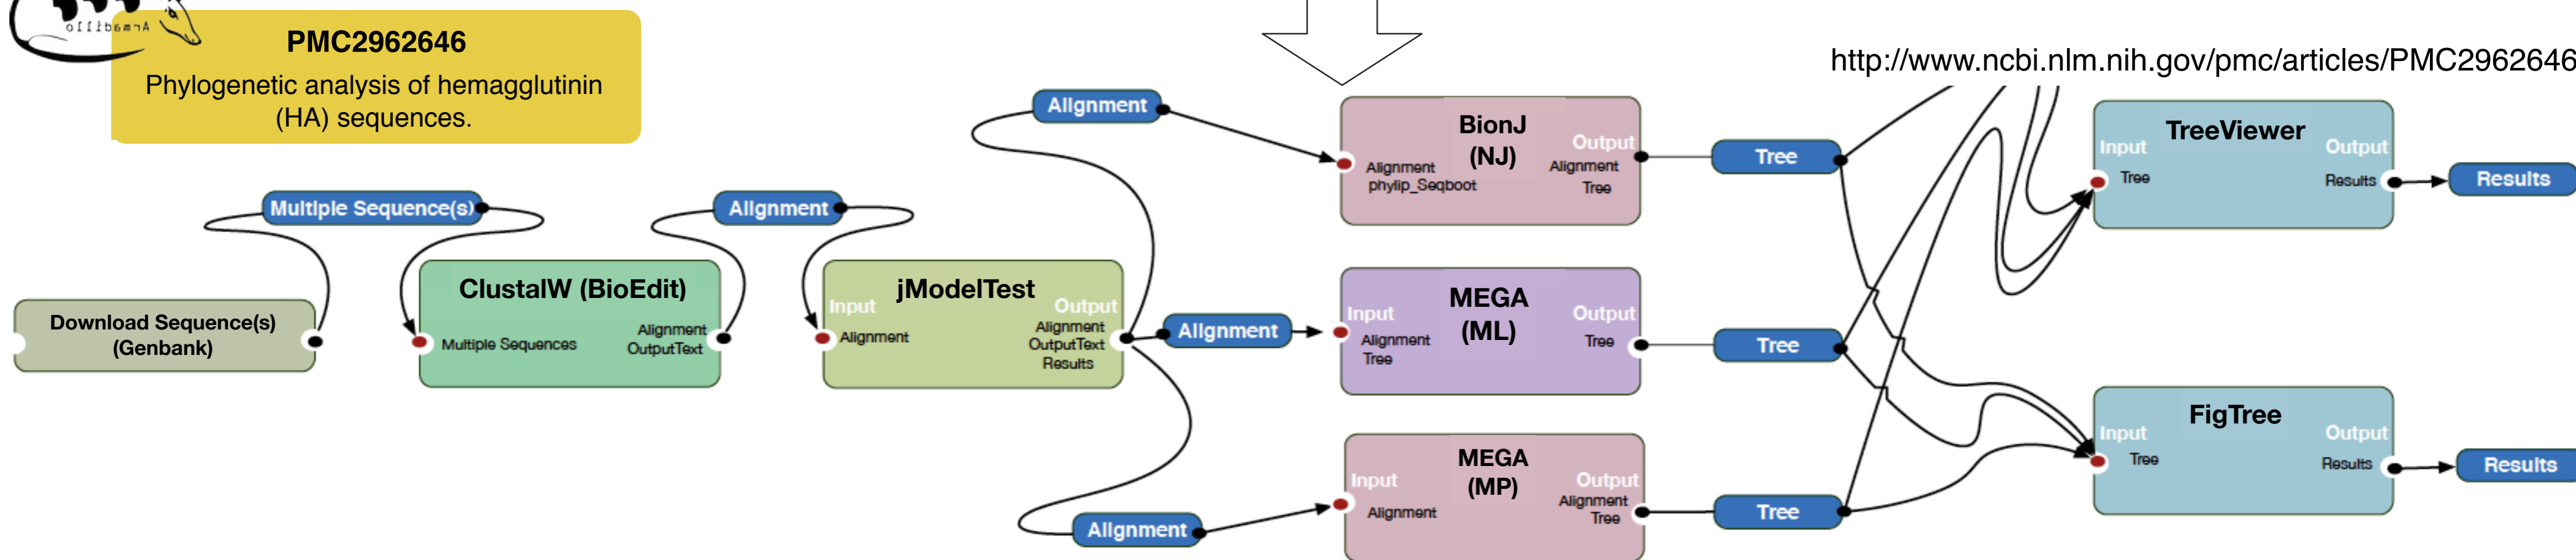 Armadillo
PMC2962646
Phylogenetic analysis of hemagglutinin
(HA) sequences.
http://www.ncbi.nlm.nih.gov/pmc/articles/PMC2962646
Download Sequence(s)
(Genbank)
Multiple Sequence(s)
ClustalW (BioEdit)
Multiple Sequences
Alignment
OutputText
Alignment
jModelTest
Input
Output
Alignment
Alignment
OutputText
Results
Alignment
BionJ
(NJ)
Output
Alignment
phylip_Seqboot
Alignment
Tree
Tree
Alignment
MEGA
(ML)
Input
Output
Alignment
Tree
Tree
Tree
Alignment
MEGA
(MP)
Input
Output
Alignment
Alignment
Tree
Tree
TreeViewer
Input
Output
Tree
Results
Results
FigTree
Input
Output
Tree
Results
Results